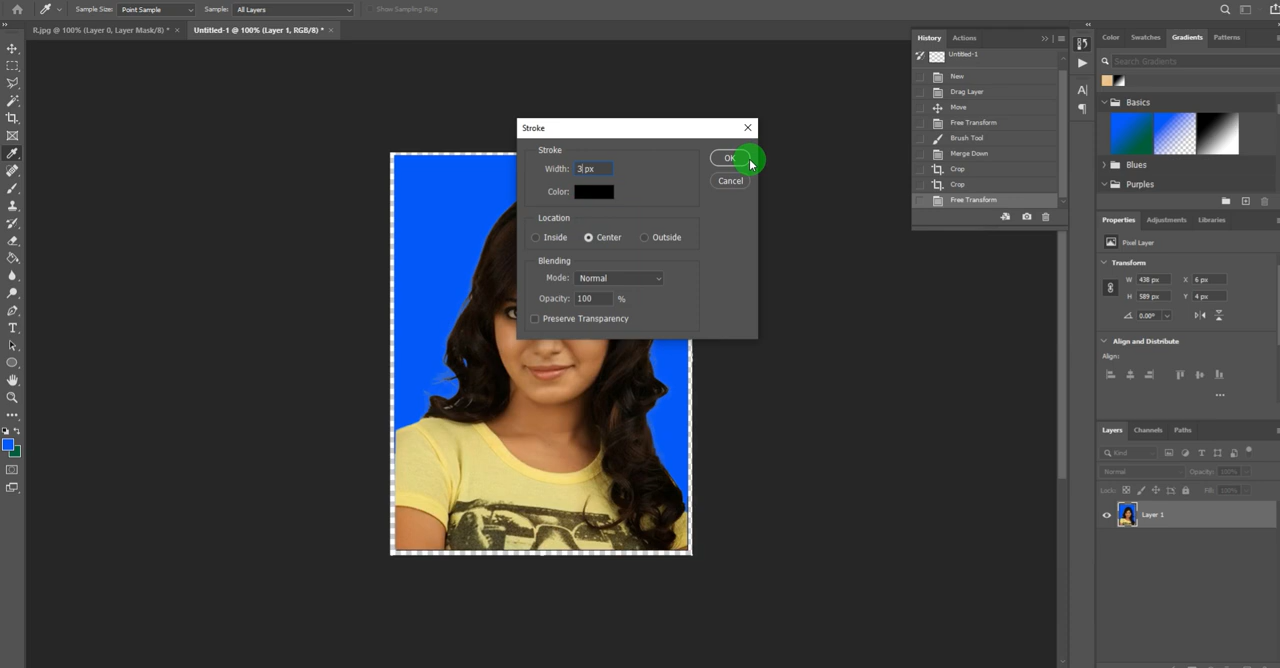 Sample Size: Point Sample Sample: All Layers Show Sampling Ring
R.jpg @ 100% (Layer 0, Layer Mask/8) * × Untitled-1 @ 100% (Layer 1, RGB/8) * ×
History Actions
Color Swatches Gradients Patterns
Untitled-1
Search Gradients
New
Drag Layer
Basics
Move
Free Transform
Brush Tool
Merge Down
Crop
Blues
Crop
Purples
Free Transform
Stroke
Stroke
Width: 3 px
OK
Color:
Cancel
Location
Inside Center Outside
Blending
Mode: Normal
Opacity: 100 %
Preserve Transparency
Properties Adjustments Libraries
Pixel Layer
Transform
W 438 px X 6 px
H 589 px Y 4 px
0.00°
Align and Distribute
Align:
Layers Channels Paths
Kind
Normal Opacity: 100%
Lock: Fill: 100%
Layer 1